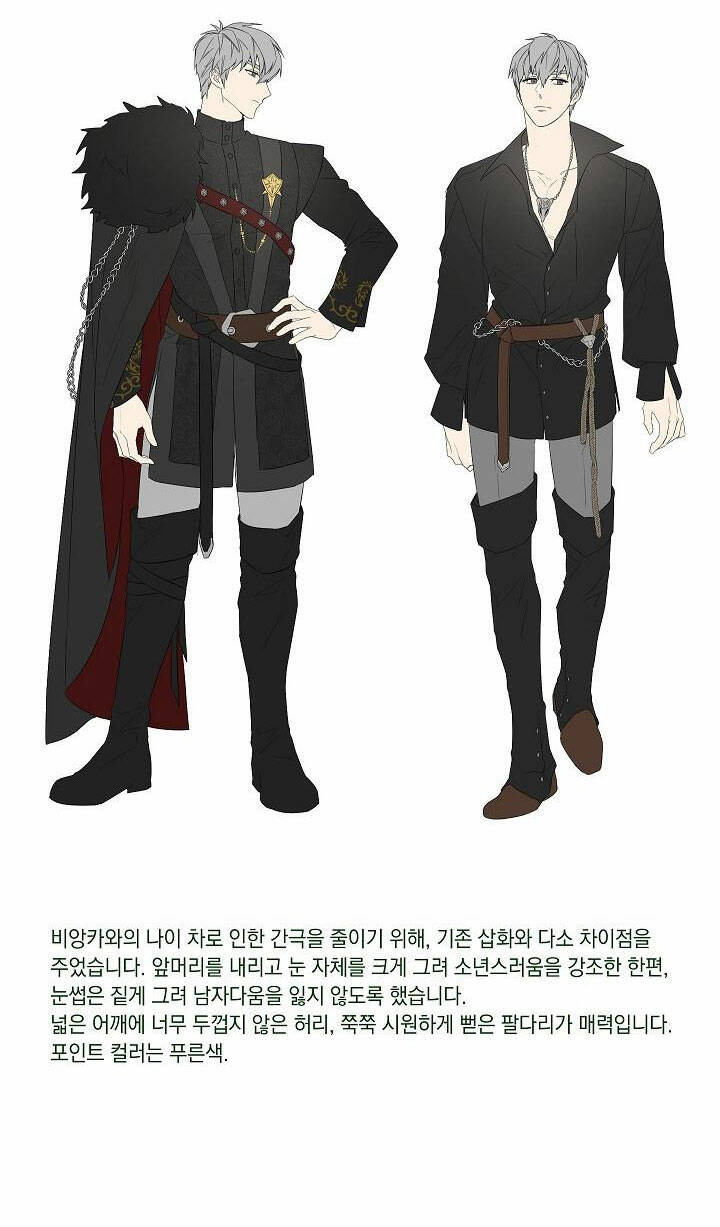 비앙카와의 나이 차로 인한 간극을 줄이기 위해, 기존 삽화와 다소 차이점을
주었습니다. 앞머리를 내리고 눈 자체를 크게 그려 소년스러움을 강조한 한편,
눈썹은 짙게 그려 남자다움을 잃지 않도록 했습니다.
넓은 어깨에 너무 두껍지 않은 허리, 쭉쭉 시원하게 뻗은 팔다리가 매력입니다.
포인트 컬러는 푸른색.